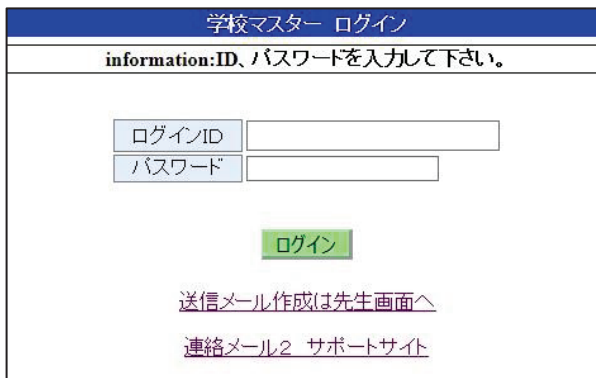 学校マスター ログイン
information:ID、パスワードを入力して下さい。
ログインID
パスワード
ログイン
送信メール作成は先生画面へ
連絡メール2 サポートサイト